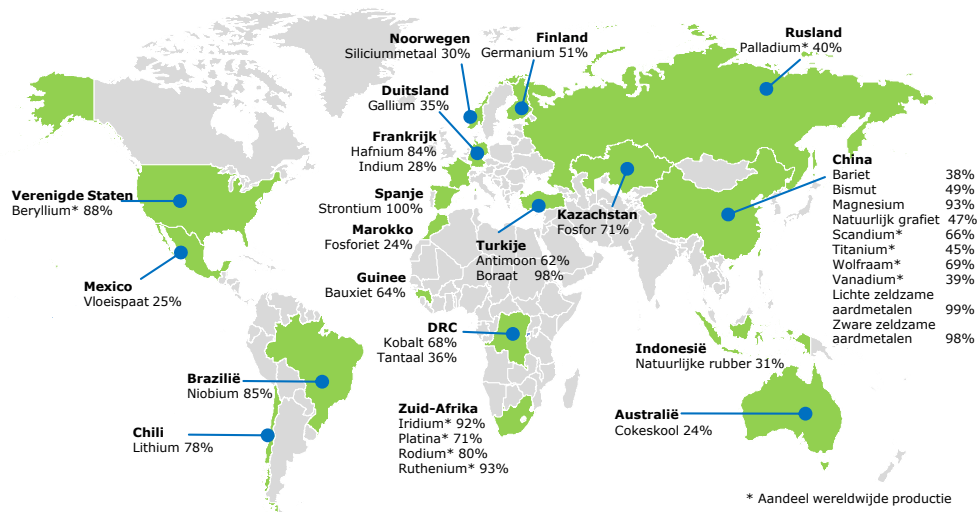 Noorwegen
Siliciummetaal 30%
Finland
Germanium 51%
Rusland
Palladium* 40%
Duitsland
Gallium 35%
Frankrijk
Hafnium 84%
Indium 28%
China
Bariet 38%
Bismut 49%
Magnesium 93%
Natuurlijk grafiet 47%
Scandium* 66%
Titanium* 45%
Wolfraam* 69%
Vanadium* 39%
Lichte zeldzame
aardmetalen 99%
Zware zeldzame
aardmetalen 98%
Verenigde Staten
Beryllium* 88%
Spanje
Strontium 100%
Kazachstan
Fosfor 71%
Marokko
Fosforiet 24%
Turkije
Antimoon 62%
Boraat 98%
Mexico
Vloeispaat 25%
Guinee
Bauxiet 64%
DRC
Kobalt 68%
Tantaal 36%
Indonesië
Natuurlijke rubber 31%
Brazilië
Niobium 85%
Zuid-Afrika
Iridium* 92%
Platina* 71%
Rodium* 80%
Ruthenium* 93%
Australië
Cokeskool 24%
Chili
Lithium 78%
* Aandeel wereldwijde productie